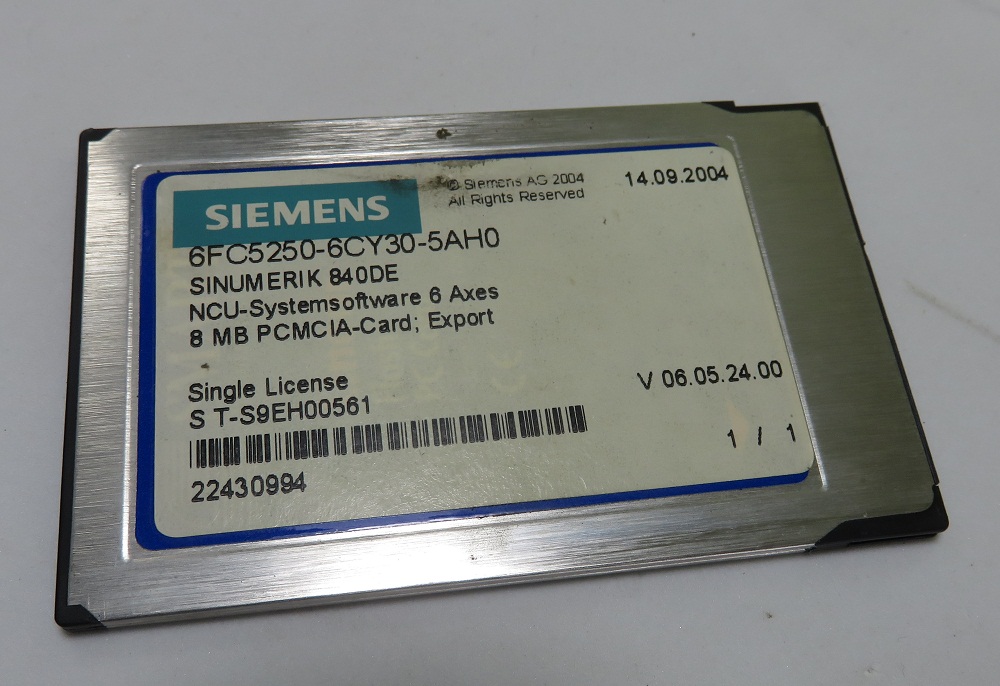 SIEMENS
© Siemens AG 2004
All Rights Reserved
14.09.2004
6FC5250-6CY30-5AH0
SINUMERIK 840DE
NCU-Systemsoftware 6 Axes
8 MB PCMCIA-Card; Export
Single License
V 06.05.24.00
S T-S9EH00561
1 / 1
22430994